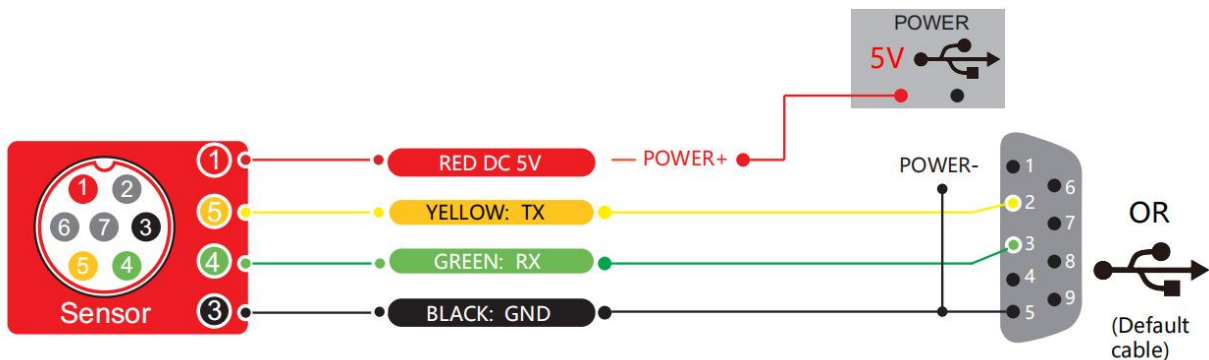 POWER
5V
1 RED DC 5V POWER+
POWER-
1
6
1 2
5 YELLOW: TX 2
OR
7
6 7 3
4 GREEN: RX 3
8
5 4
4
9
Sensor
3 BLACK: GND 5
(Default
cable)